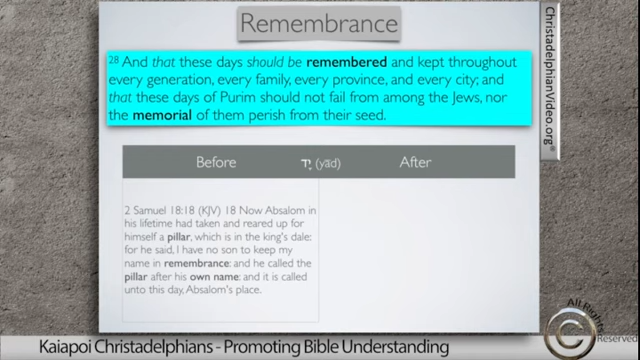 Remembrance
28 And that these days should be remembered and kept throughout
every generation, every family, every province, and every city; and
that these days of Purim should not fail from among the Jews, nor
the memorial of them perish from their seed.
Before יָד (yād) After
2 Samuel 18:18 (KJV) 18 Now Absalom in
his lifetime had taken and reared up for
himself a pillar, which is in the king's dale:
for he said, I have no son to keep my
name in remembrance: and he called the
pillar after his own name: and it is called
unto this day, Absalom's place.
ChristadelphianVideo.org®
All Rights
Reserved
C
Kaiapoi Christadelphians - Promoting Bible Understanding